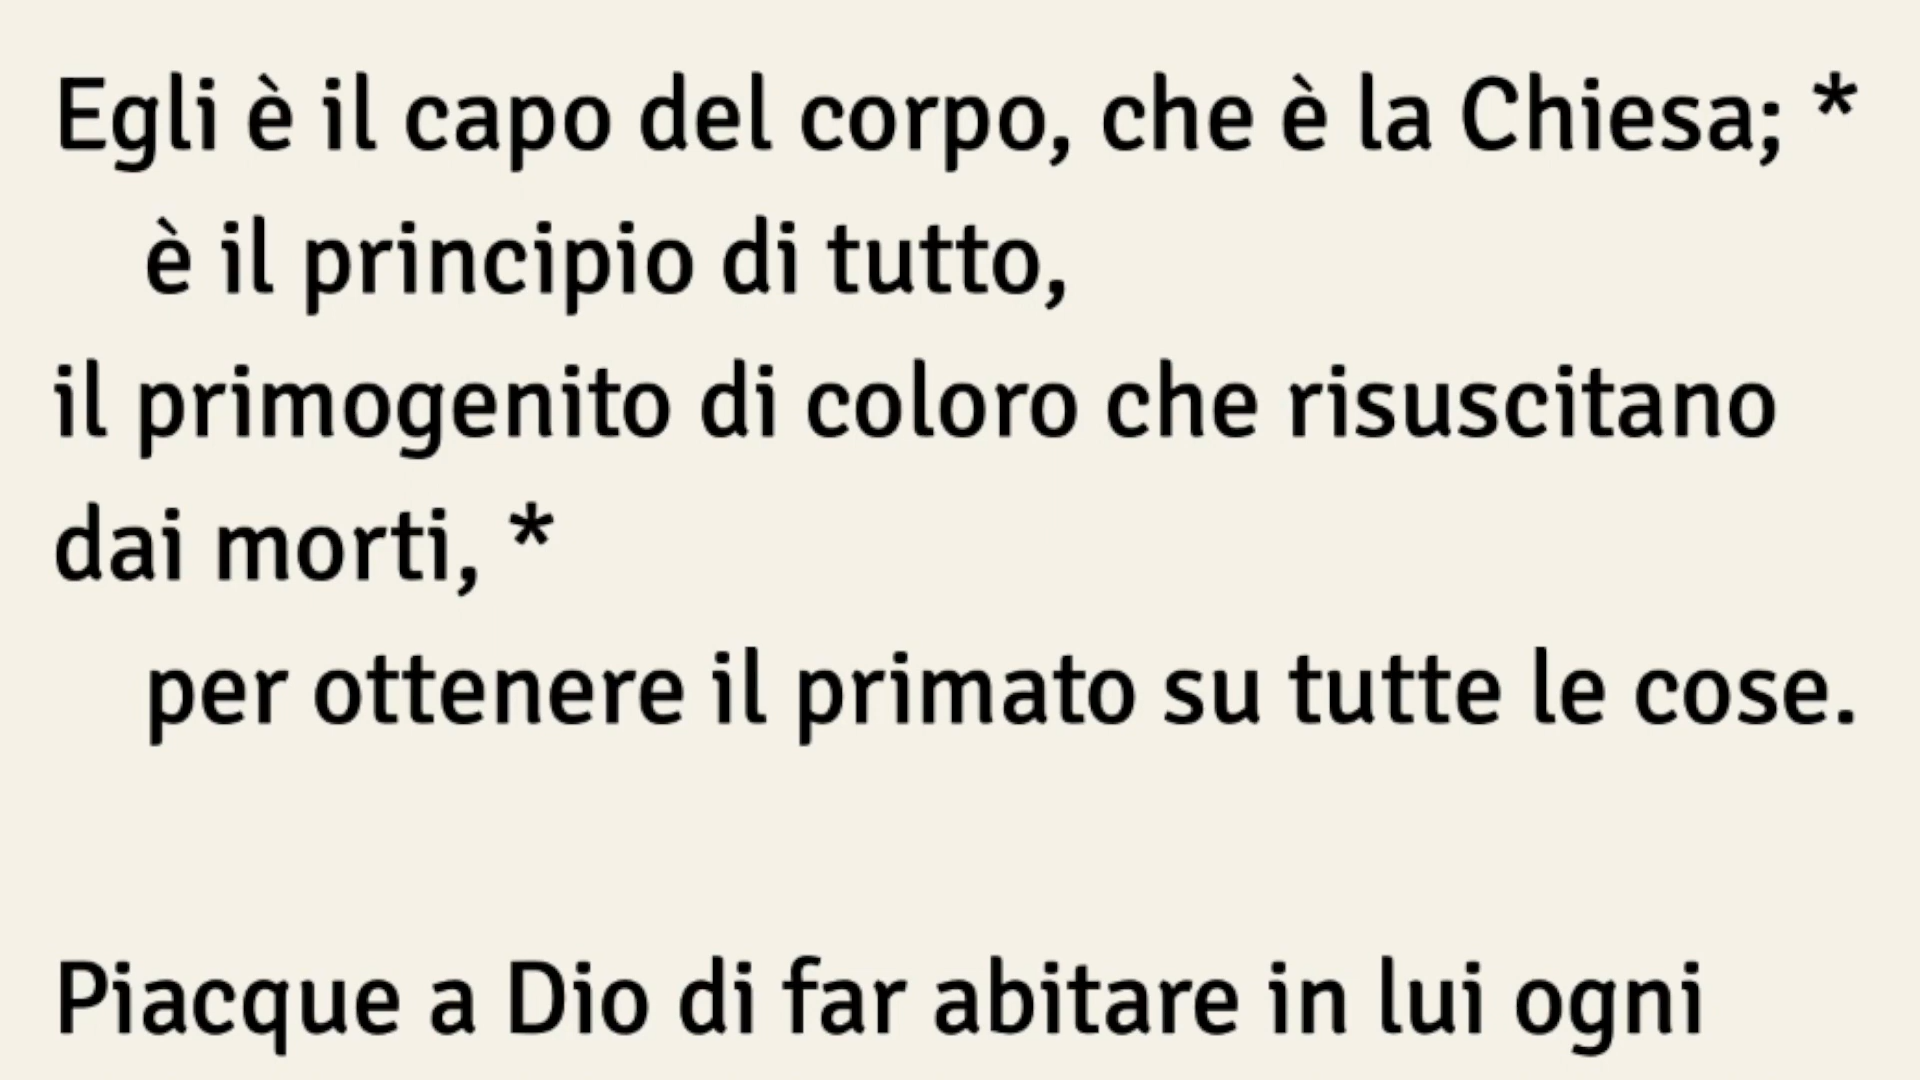 Egli è il capo del corpo, che è la Chiesa; *
è il principio di tutto,
il primogenito di coloro che risuscitano
dai morti, *
per ottenere il primato su tutte le cose.
Piacque a Dio di far abitare in lui ogni